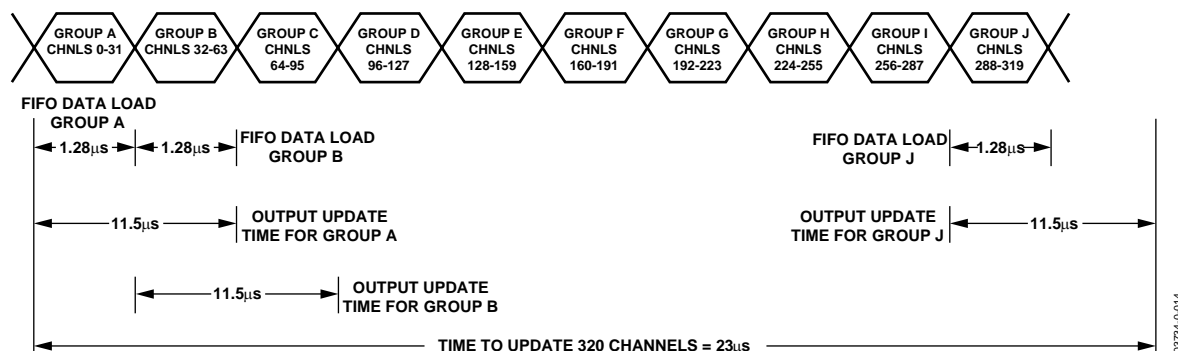 GROUP A
CHNLS 0-31
GROUP B
CHNLS 32-63
GROUP C
CHNLS
64-95
GROUP D
CHNLS
96-127
GROUP E
CHNLS
128-159
GROUP F
CHNLS
160-191
GROUP G
CHNLS
192-223
GROUP H
CHNLS
224-255
GROUP I
CHNLS
256-287
GROUP J
CHNLS
288-319
FIFO DATA LOAD
GROUP A
1.28μs
1.28μs
FIFO DATA LOAD
GROUP B
FIFO DATA LOAD
GROUP J
1.28μs
11.5μs
OUTPUT UPDATE
TIME FOR GROUP A
OUTPUT UPDATE
TIME FOR GROUP J
11.5μs
11.5μs
OUTPUT UPDATE
TIME FOR GROUP B
TIME TO UPDATE 320 CHANNELS = 23μs
03734-0-014